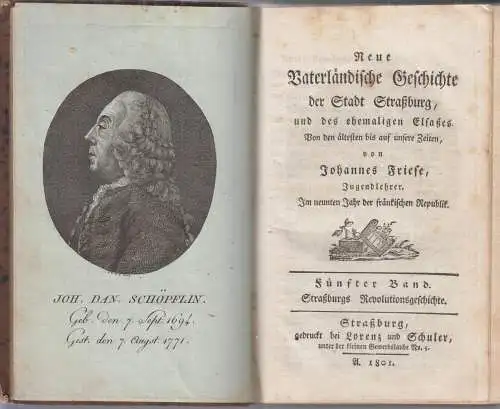 JOH. DAN. SCHÖPFLIN.
Geb. den 7. Sept. 1694.
Gest. den 7. Augst. 1771.
Neue
Vaterländische Geschichte
der Stadt Straßburg,
und des ehemaligen Elsaßes.
Von den ältesten bis auf unsere Zeiten,
von
Johannes Friese,
Jugendlehrer.
Im neunten Jahr der fränkischen Republik.
Fünfter Band.
Straßburgs Revolutionsgeschichte.
Straßburg,
gedruckt bei Lorenz und Schuler,
unter der kleinen Gewerbslaube No. 5.
A. 1801.